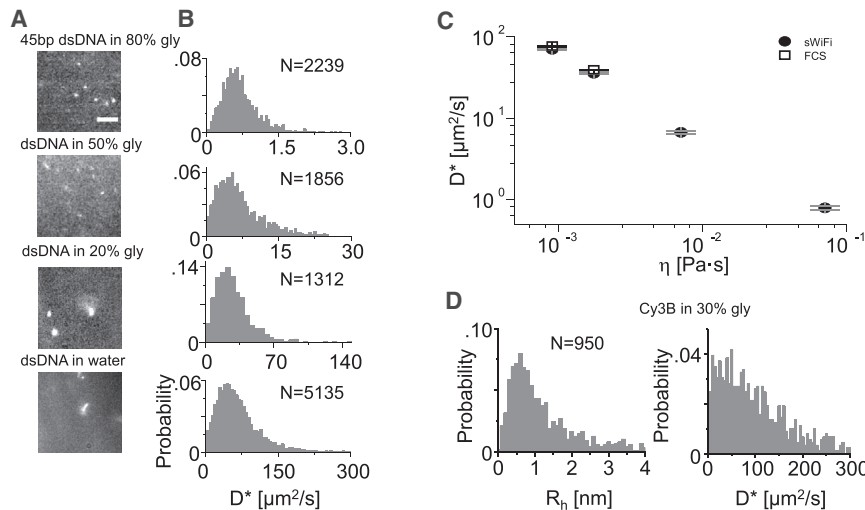 A
45bp dsDNA in 80% gly
dsDNA in 50% gly
dsDNA in 20% gly
dsDNA in water
B
.08
N=2239
0
0 1.5 3.0
.06
N=1856
0
0 15 30
.14
N=1312
0
0 70 140
.06
N=5135
0
0 150 300
Probability
D* [μm²/s]
C
10² 
10¹
10⁰
D* [μm²/s]
sWiFi
FCS
10⁻³ 10⁻² 10⁻¹
η [Pa·s]
D
Cy3B in 30% gly
.10
N=950
0
0 1 2 3 4
Probability
R_h [nm]
.04
0
0 100 200 300
Probability
D* [μm²/s]